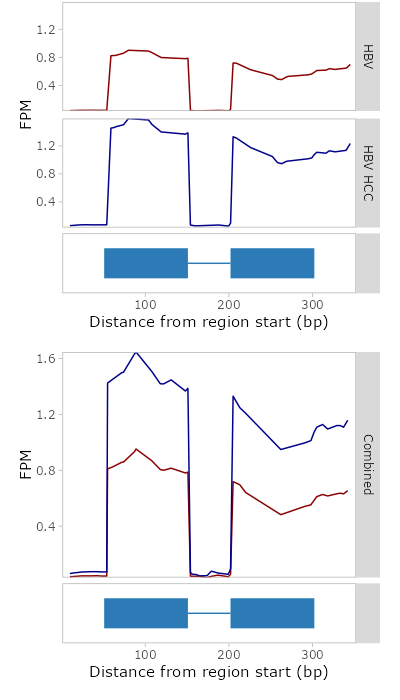 1.2
0.8
0.4
HBV
FPM
1.2
0.8
0.4
HBV HCC
100
200
300
Distance from region start (bp)
1.6
1.2
0.8
0.4
FPM
Combined
100
200
300
Distance from region start (bp)